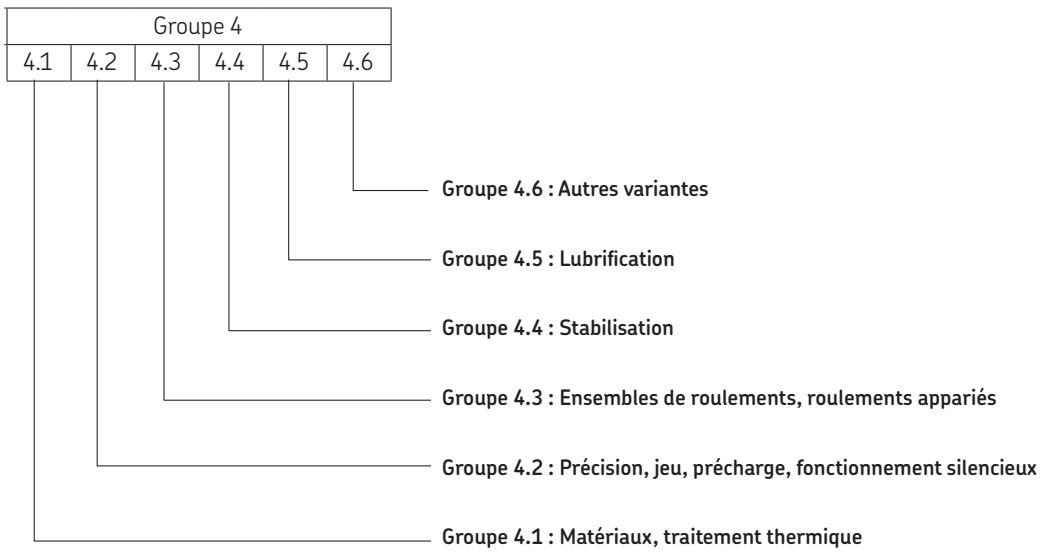 Groupe 4
4.1 4.2 4.3 4.4 4.5 4.6
Groupe 4.6 : Autres variantes
Groupe 4.5 : Lubrification
Groupe 4.4 : Stabilisation
Groupe 4.3 : Ensembles de roulements, roulements appariés
Groupe 4.2 : Précision, jeu, précharge, fonctionnement silencieux
Groupe 4.1 : Matériaux, traitement thermique